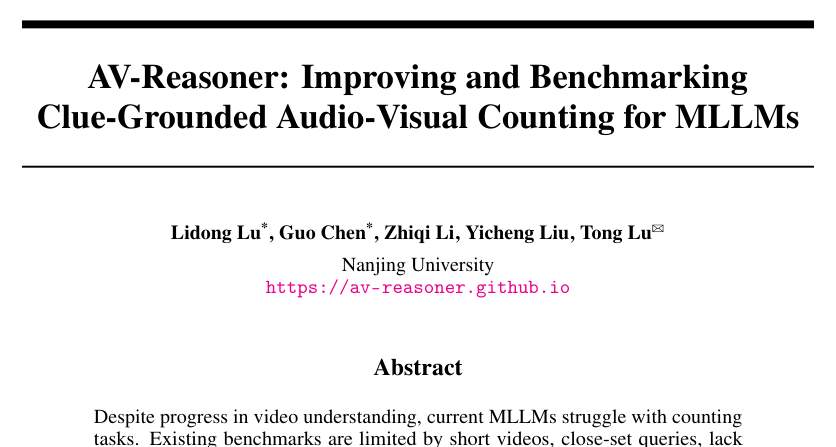 AV-Reasoner: Improving and Benchmarking
Clue-Grounded Audio-Visual Counting for MLLMs
Lidong Lu*, Guo Chen*, Zhiqi Li, Yicheng Liu, Tong Lu✉
Nanjing University
https://av-reasoner.github.io
Abstract
Despite progress in video understanding, current MLLMs struggle with counting
tasks. Existing benchmarks are limited by short videos, close-set queries, lack